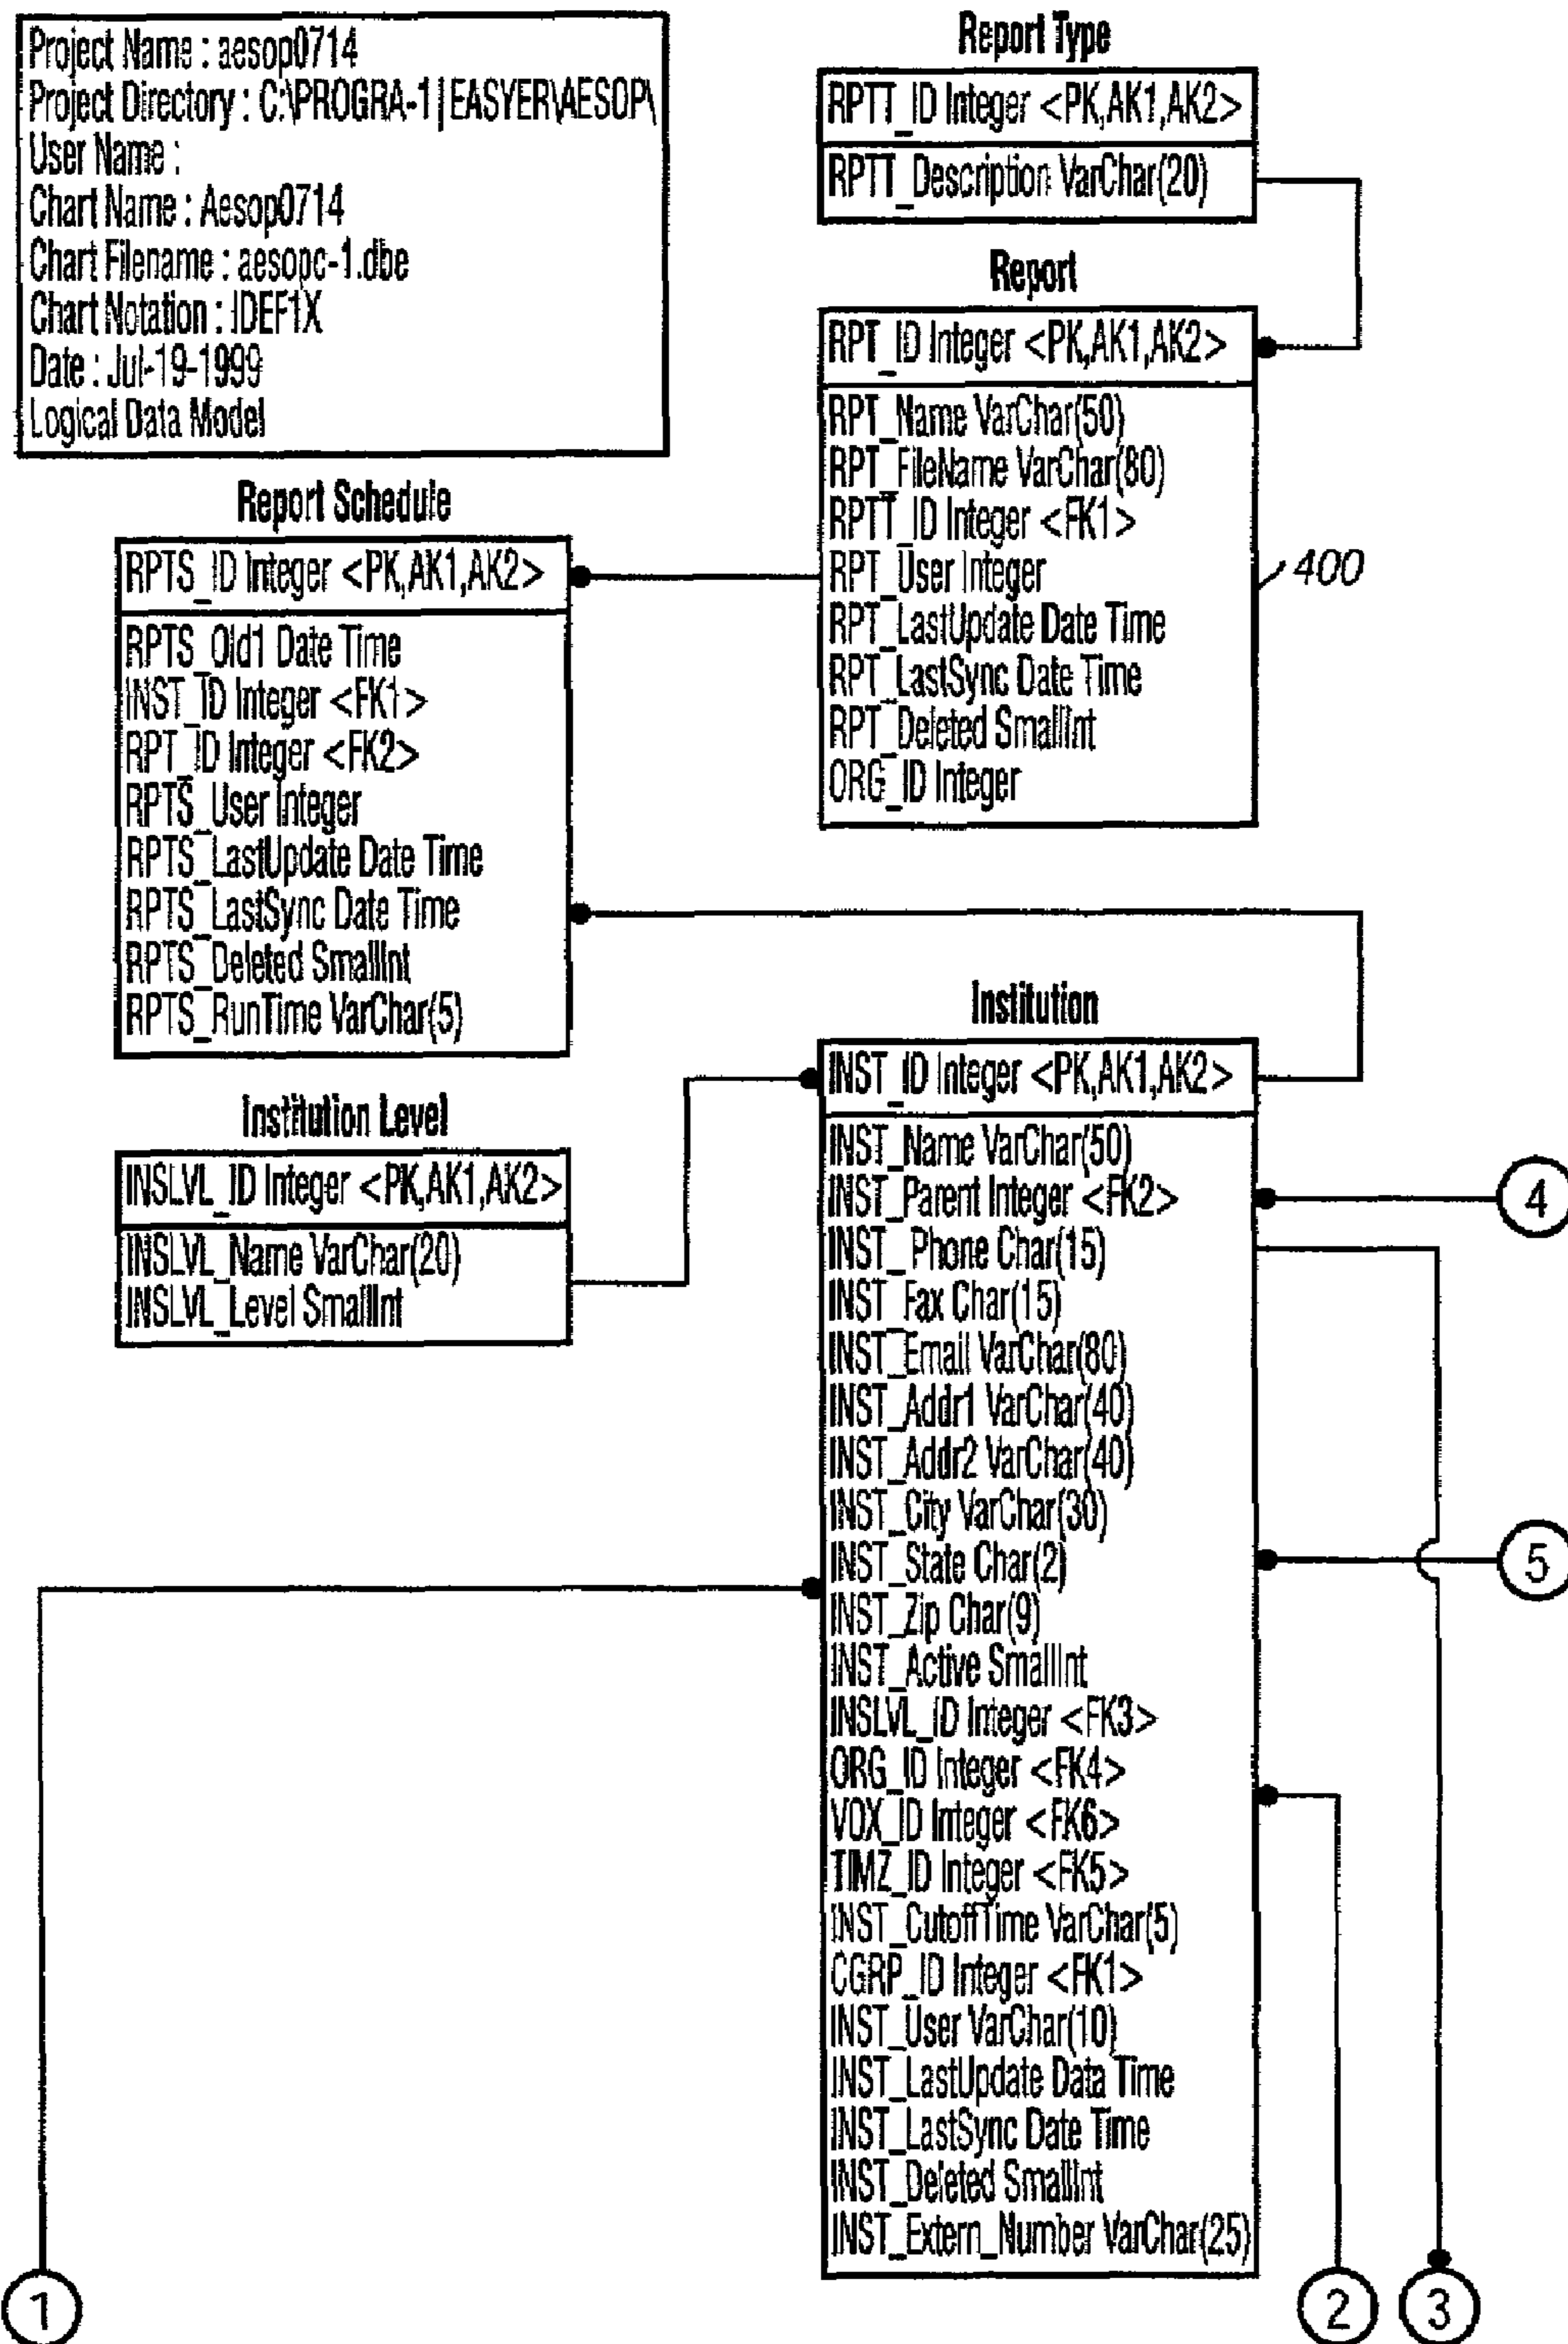 Project Name : aesop0714
Project Directory : C:\PROGRA-1|EASYER\AESOP\
User Name :
Chart Name : Aesop0714
Chart Filename : aesopc-1.dbe
Chart Notation : IDEF1X
Date : Jul-19-1999
Logical Data Model
Report Type
RPTT_ID Integer <PK,AK1,AK2>
RPTT_Description VarChar(20)
Report
RPT_ID Integer <PK,AK1,AK2>
RPT_Name VarChar(50)
RPT_FileName VarChar(80)
RPTT_ID Integer <FK1>
RPT_User Integer
RPT_LastUpdate Date Time
RPT_LastSync Date Time
RPT_Deleted SmallInt
ORG_ID Integer
400
Report Schedule
RPTS_ID Integer <PK,AK1,AK2>
RPTS_Old1 Date Time
INST_ID Integer <FK1>
RPT_ID Integer <FK2>
RPTS_User Integer
RPTS_LastUpdate Date Time
RPTS_LastSync Date Time
RPTS_Deleted SmallInt
RPTS_RunTime VarChar(5)
Institution Level
INSLVL_ID Integer <PK,AK1,AK2>
INSLVL_Name VarChar(20)
INSLVL_Level SmallInt
Institution
INST_ID Integer <PK,AK1,AK2>
INST_Name VarChar(50)
INST_Parent Integer <FK2>
INST_Phone Char(15)
INST_Fax Char(15)
INST_Email VarChar(80)
INST_Addr1 VarChar(40)
INST_Addr2 VarChar(40)
INST_City VarChar(30)
INST_State Char(2)
INST_Zip Char(9)
INST_Active SmallInt
INSLVL_ID Integer <FK3>
ORG_ID Integer <FK4>
VOX_ID Integer <FK6>
TIMZ_ID Integer <FK5>
INST_CutoffTime VarChar(5)
CGRP_ID Integer <FK1>
INST_User VarChar(10)
INST_LastUpdate Data Time
INST_LastSync Date Time
INST_Deleted SmallInt
INST_Extern_Number VarChar(25)
4
5
1
2
3